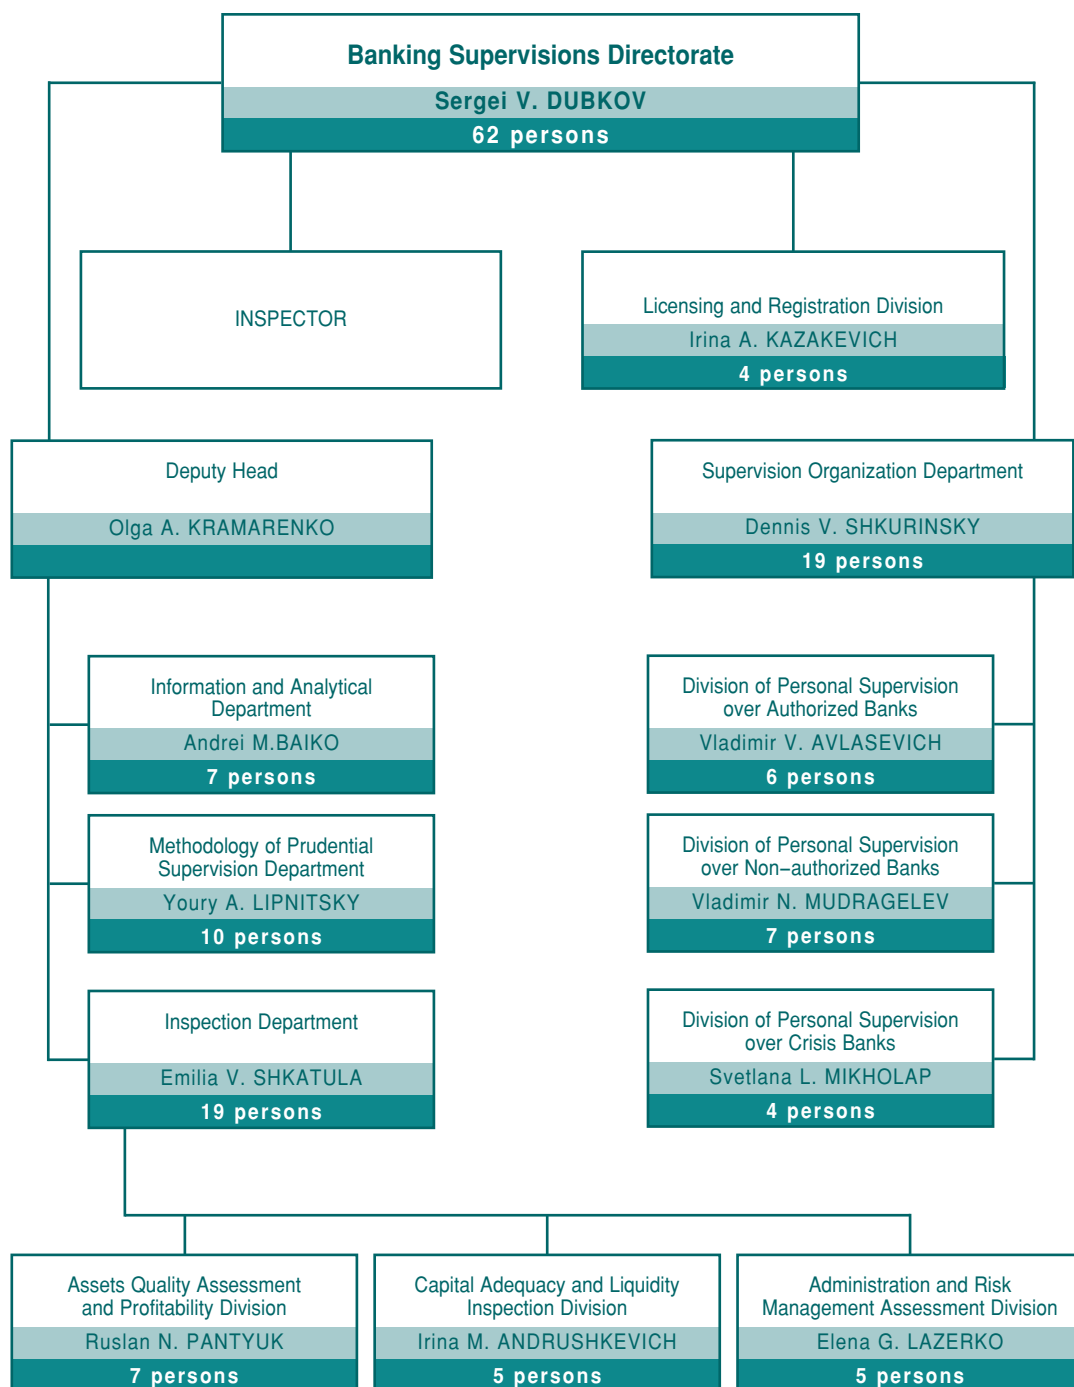 Banking Supervisions Directorate
Sergei V. DUBKOV
62 persons
INSPECTOR
Licensing and Registration Division
Irina A. KAZAKEVICH
4 persons
Deputy Head
Olga A. KRAMARENKO
Supervision Organization Department
Dennis V. SHKURINSKY
19 persons
Information and Analytical
Department
Andrei M.BAIKO
7 persons
Division of Personal Supervision
over Authorized Banks
Vladimir V. AVLASEVICH
6 persons
Methodology of Prudential
Supervision Department
Youry A. LIPNITSKY
10 persons
Division of Personal Supervision
over Non-authorized Banks
Vladimir N. MUDRAGELEV
7 persons
Inspection Department
Emilia V. SHKATULA
19 persons
Division of Personal Supervision
over Crisis Banks
Svetlana L. MIKHOLAP
4 persons
Assets Quality Assessment
and Profitability Division
Ruslan N. PANTYUK
7 persons
Capital Adequacy and Liquidity
Inspection Division
Irina M. ANDRUSHKEVICH
5 persons
Administration and Risk
Management Assessment Division
Elena G. LAZERKO
5 persons